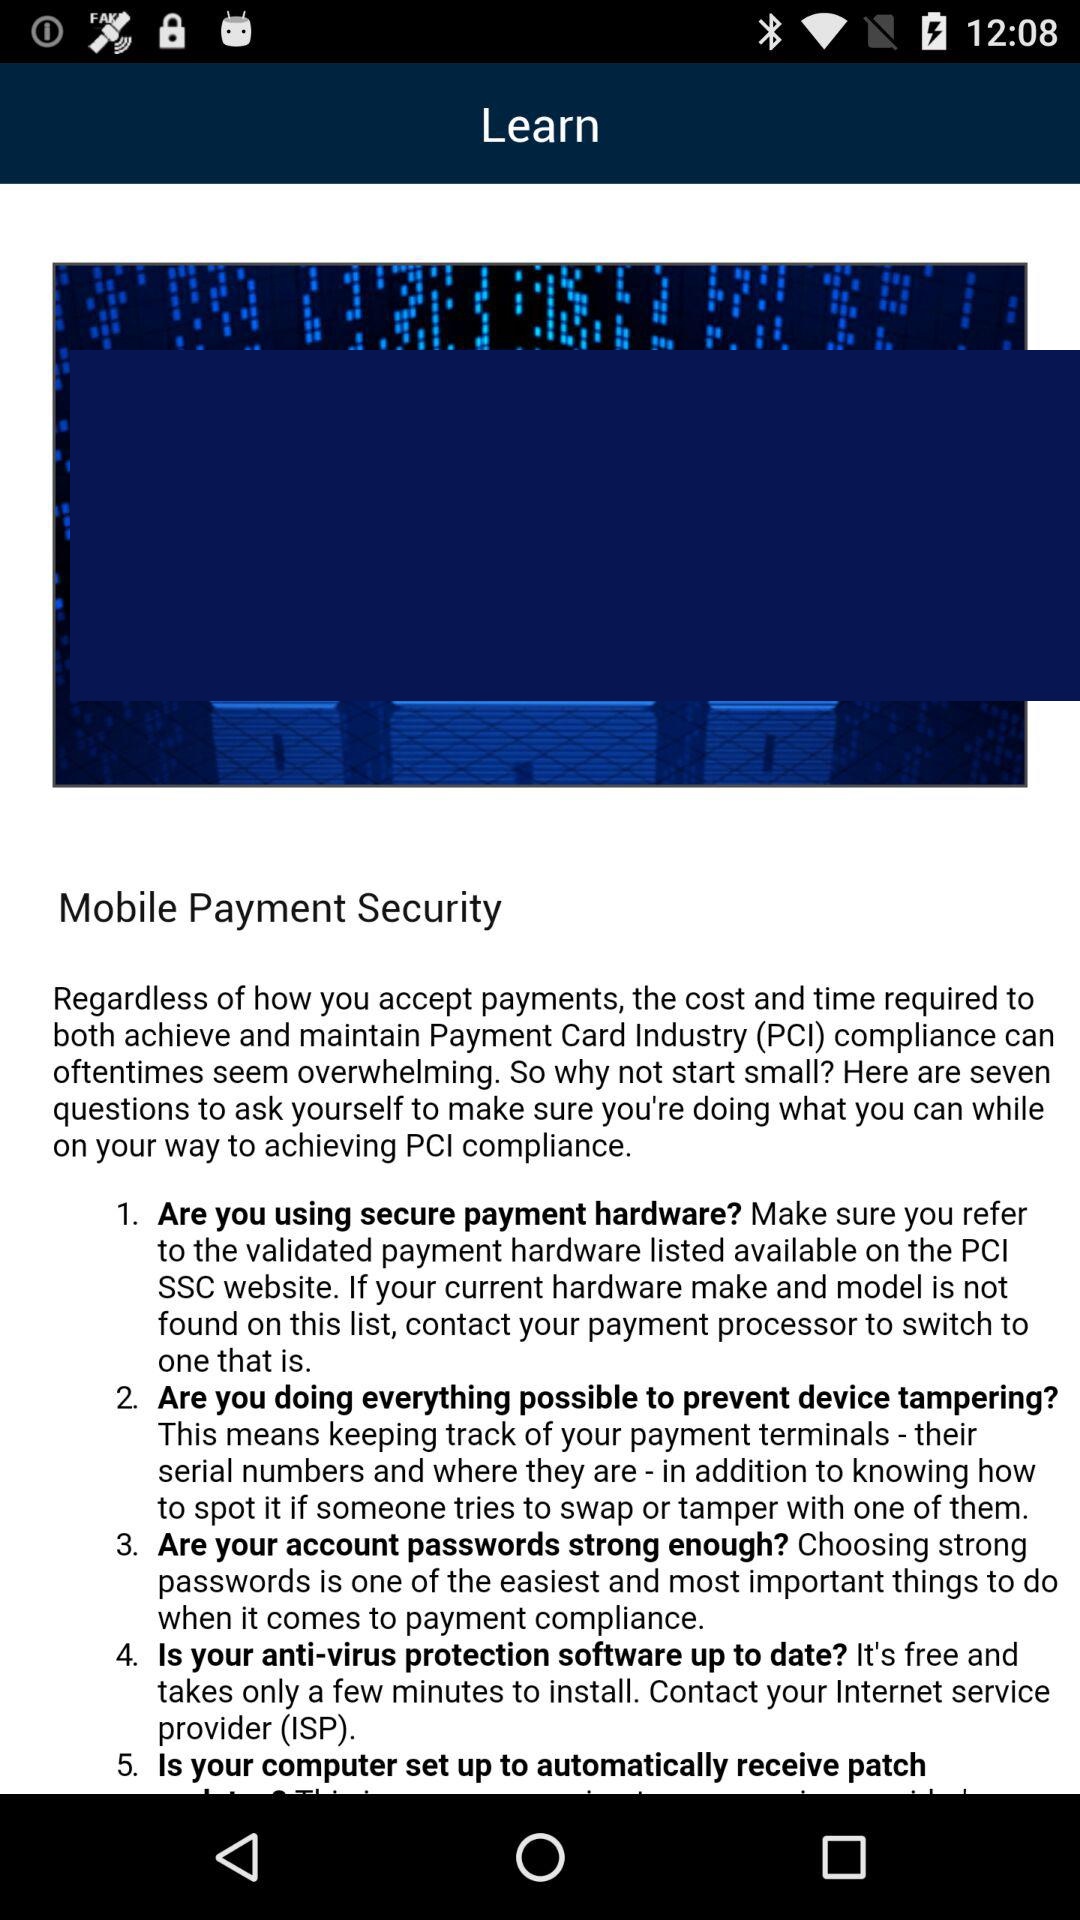 FAK
12:08
Learn
Mobile Payment Security
Regardless of how you accept payments, the cost and time required to
both achieve and maintain Payment Card Industry (PCI) compliance can
oftentimes seem overwhelming. So why not start small? Here are seven
questions to ask yourself to make sure you're doing what you can while
on your way to achieving PCI compliance.
1. Are you using secure payment hardware? Make sure you refer
to the validated payment hardware listed available on the PCI
SSC website. If your current hardware make and model is not
found on this list, contact your payment processor to switch to
one that is.
2. Are you doing everything possible to prevent device tampering?
This means keeping track of your payment terminals - their
serial numbers and where they are - in addition to knowing how
to spot it if someone tries to swap or tamper with one of them.
3. Are your account passwords strong enough? Choosing strong
passwords is one of the easiest and most important things to do
when it comes to payment compliance.
4. Is your anti-virus protection software up to date? It's free and
takes only a few minutes to install. Contact your Internet service
provider (ISP).
5. Is your computer set up to automatically receive patch